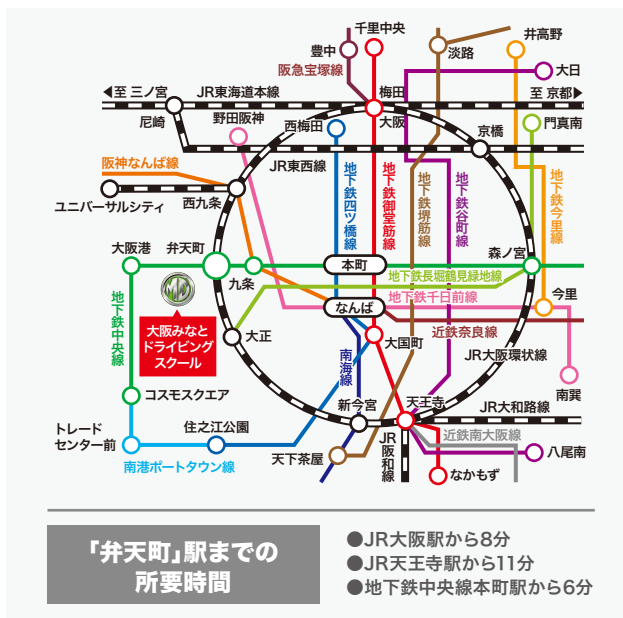 千里中央
豊中
淡路
井高野
阪急宝塚線
大日
◀至 三ノ宮
JR東海道本線
梅田
至 京都▶
尼崎
野田阪神
西梅田
大阪
京橋
門真南
阪神なんば線
JR東西線
ユニバーサルシティ
西九条
地下鉄四ツ橋線
地下鉄御堂筋線
地下鉄堺筋線
地下鉄谷町線
地下鉄今里線
大阪港
弁天町
本町
森ノ宮
九条
地下鉄長堀鶴見緑地線
地下鉄千日前線
今里
なんば
地下鉄中央線
大阪みなと
ドライビング
スクール
大正
近鉄奈良線
大国町
JR大阪環状線
南海線
コスモスクエア
新今宮
天王寺
南巽
JR大和路線
トレード
センター前
住之江公園
JR阪和線
近鉄南大阪線
南港ポートタウン線
天下茶屋
なかもず
八尾南
「弁天町」駅までの
所要時間
●JR大阪駅から8分
●JR天王寺駅から11分
●地下鉄中央線本町駅から6分